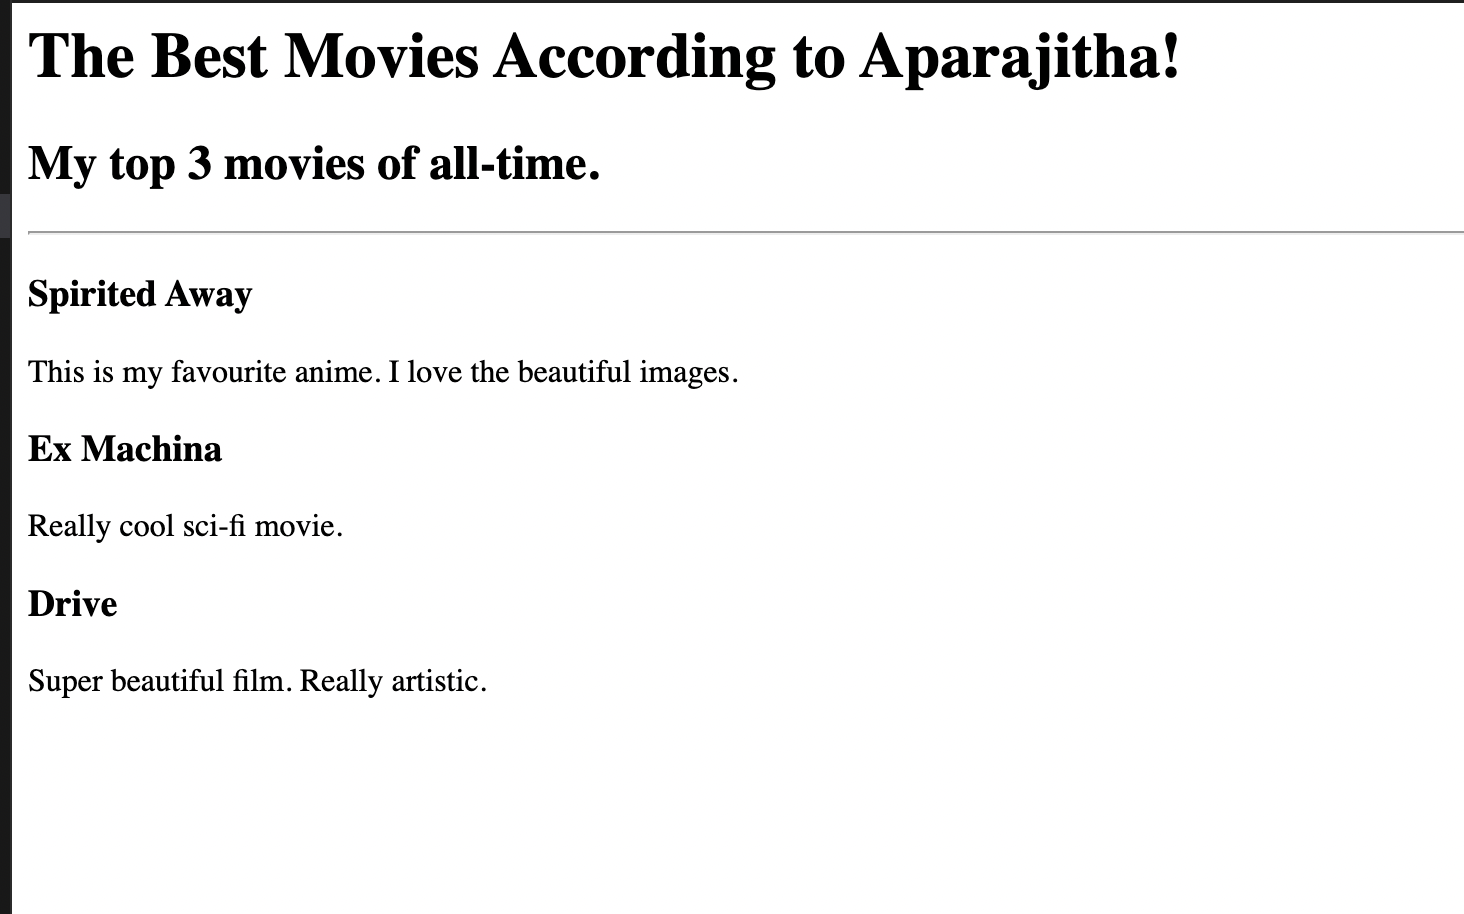 The Best Movies According to Aparajitha!
My top 3 movies of all-time.
Spirited Away
This is my favourite anime. I love the beautiful images.
Ex Machina
Really cool sci-fi movie.
Drive
Super beautiful film. Really artistic.